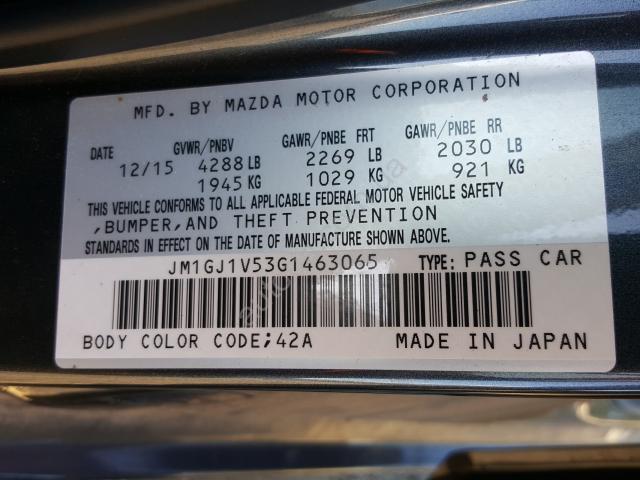 MFD. BY MAZDA MOTOR CORPORATION
DATE GVWR/PNBV GAWR/PNBE FRT GAWR/PNBE RR
12/15 4288 LB 2269 LB 2030 LB
1945 KG 1029 KG 921 KG
THIS VEHICLE CONFORMS TO ALL APPLICABLE FEDERAL MOTOR VEHICLE SAFETY
,BUMPER,AND THEFT PREVENTION
STANDARDS IN EFFECT ON THE DATE OF MANUFACTURE SHOWN ABOVE.
JM1GJ1V53G1463065 TYPE: PASS CAR
BODY COLOR CODE;42A MADE IN JAPAN